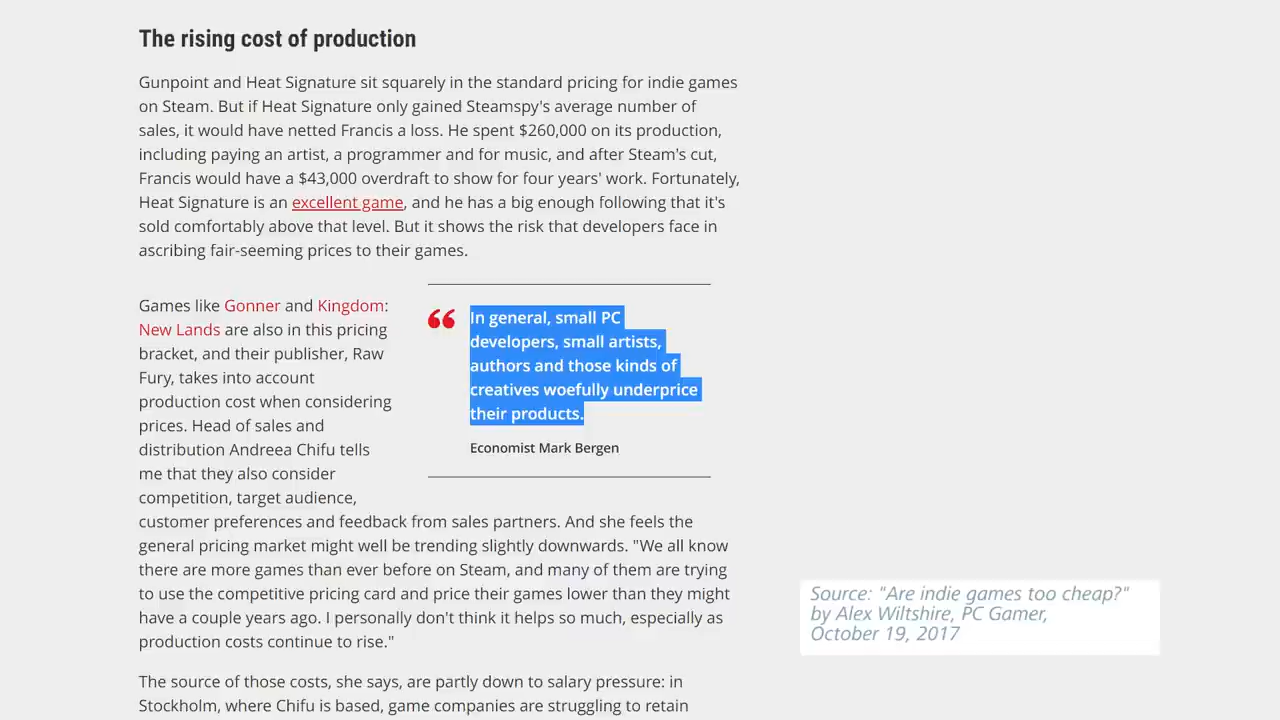 The rising cost of production
Gunpoint and Heat Signature sit squarely in the standard pricing for indie games
on Steam. But if Heat Signature only gained Steamspy's average number of
sales, it would have netted Francis a loss. He spent $260,000 on its production,
including paying an artist, a programmer and for music, and after Steam's cut,
Francis would have a $43,000 overdraft to show for four years' work. Fortunately,
Heat Signature is an excellent game, and he has a big enough following that it's
sold comfortably above that level. But it shows the risk that developers face in
ascribing fair-seeming prices to their games.
Games like Gonner and Kingdom:
New Lands are also in this pricing
bracket, and their publisher, Raw
Fury, takes into account
production cost when considering
prices. Head of sales and
distribution Andreea Chifu tells
me that they also consider
competition, target audience,
customer preferences and feedback from sales partners. And she feels the
general pricing market might well be trending slightly downwards. "We all know
there are more games than ever before on Steam, and many of them are trying
to use the competitive pricing card and price their games lower than they might
have a couple years ago. I personally don't think it helps so much, especially as
production costs continue to rise."
The source of those costs, she says, are partly down to salary pressure: in
Stockholm, where Chifu is based, game companies are struggling to retain
“ In general, small PC
developers, small artists,
authors and those kinds of
creatives woefully underprice
their products.
Economist Mark Bergen
Source: "Are indie games too cheap?"
by Alex Wiltshire, PC Gamer,
October 19, 2017